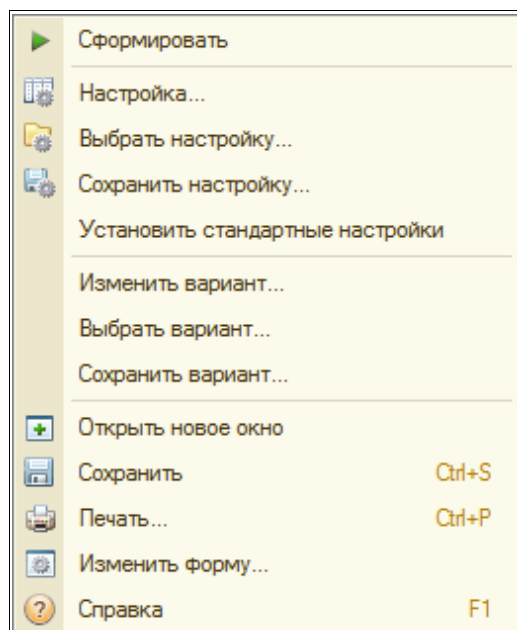 Сформировать
Настройка...
Выбрать настройку...
Сохранить настройку...
Установить стандартные настройки
Изменить вариант...
Выбрать вариант...
Сохранить вариант...
Открыть новое окно
Сохранить Ctrl+S
Печать... Ctrl+P
Изменить форму...
Справка F1